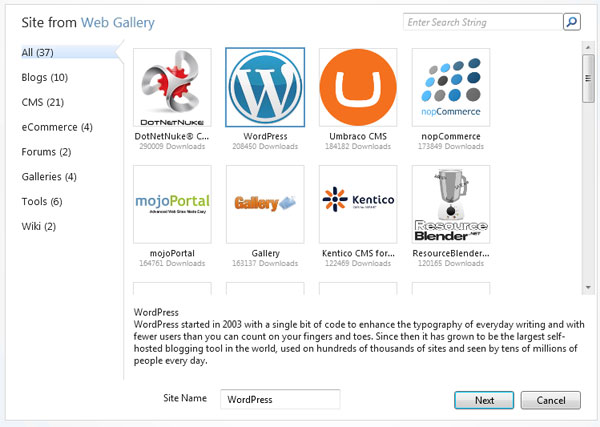 Site from Web Gallery
Enter Search String
All (37)
Blogs (10)
CMS (21)
eCommerce (4)
Forums (2)
Galleries (4)
Tools (6)
Wiki (2)
DOTNETNUKE
nopCommerce
DotNetNuke® C...
WordPress
Umbraco CMS
nopCommerce
290009 Downloads
208450 Downloads
184182 Downloads
173849 Downloads
mojoPortal
Advanced Web Sites Made Easy
Gallery
Kentico
RESOURCE
BLENDER.NET
mojoPortal
Gallery
Kentico CMS for...
ResourceBlender...
164761 Downloads
163137 Downloads
122469 Downloads
120165 Downloads
WordPress
WordPress started in 2003 with a single bit of code to enhance the typography of everyday writing and with
fewer users than you can count on your fingers and toes. Since then it has grown to be the largest self-
hosted blogging tool in the world, used on hundreds of thousands of sites and seen by tens of millions of
people every day.
Site Name
WordPress
Next
Cancel